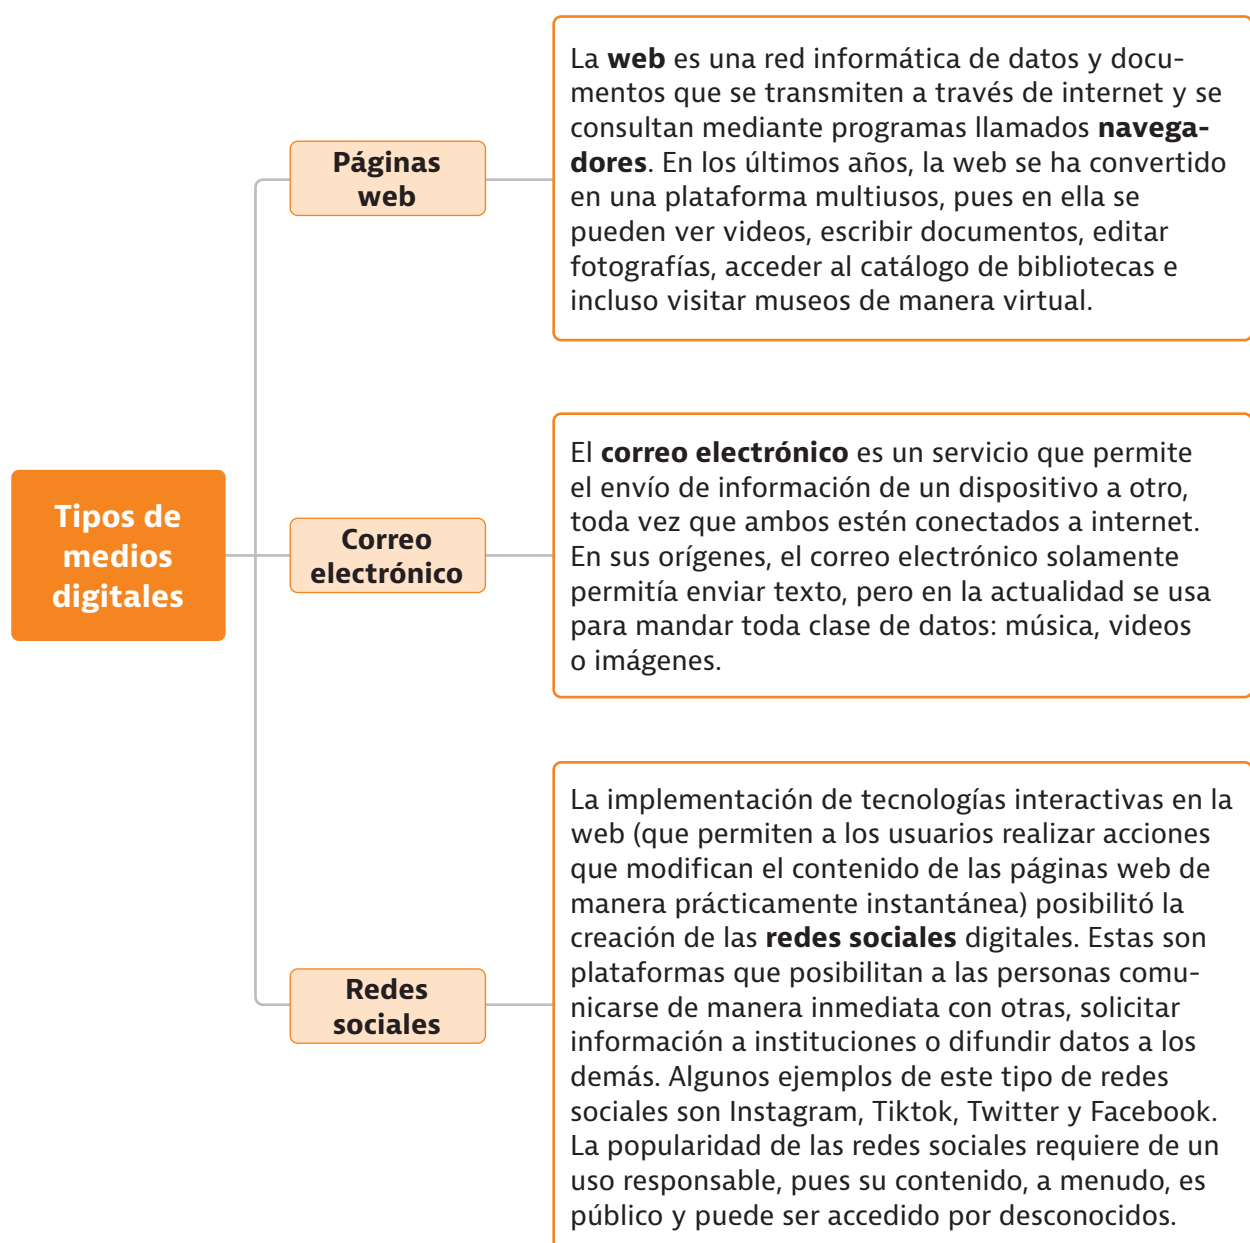 Tipos de
medios
digitales
Páginas
web
La web es una red informática de datos y docu-
mentos que se transmiten a través de internet y se
consultan mediante programas llamados navega-
dores. En los últimos años, la web se ha convertido
en una plataforma multiusos, pues en ella se
pueden ver videos, escribir documentos, editar
fotografías, acceder al catálogo de bibliotecas e
incluso visitar museos de manera virtual.
Correo
electrónico
El correo electrónico es un servicio que permite
el envío de información de un dispositivo a otro,
toda vez que ambos estén conectados a internet.
En sus orígenes, el correo electrónico solamente
permitía enviar texto, pero en la actualidad se usa
para mandar toda clase de datos: música, videos
o imágenes.
Redes
sociales
La implementación de tecnologías interactivas en la
web (que permiten a los usuarios realizar acciones
que modifican el contenido de las páginas web de
manera prácticamente instantánea) posibilitó la
creación de las redes sociales digitales. Estas son
plataformas que posibilitan a las personas comu-
nicarse de manera inmediata con otras, solicitar
información a instituciones o difundir datos a los
demás. Algunos ejemplos de este tipo de redes
sociales son Instagram, Tiktok, Twitter y Facebook.
La popularidad de las redes sociales requiere de un
uso responsable, pues su contenido, a menudo, es
público y puede ser accedido por desconocidos.